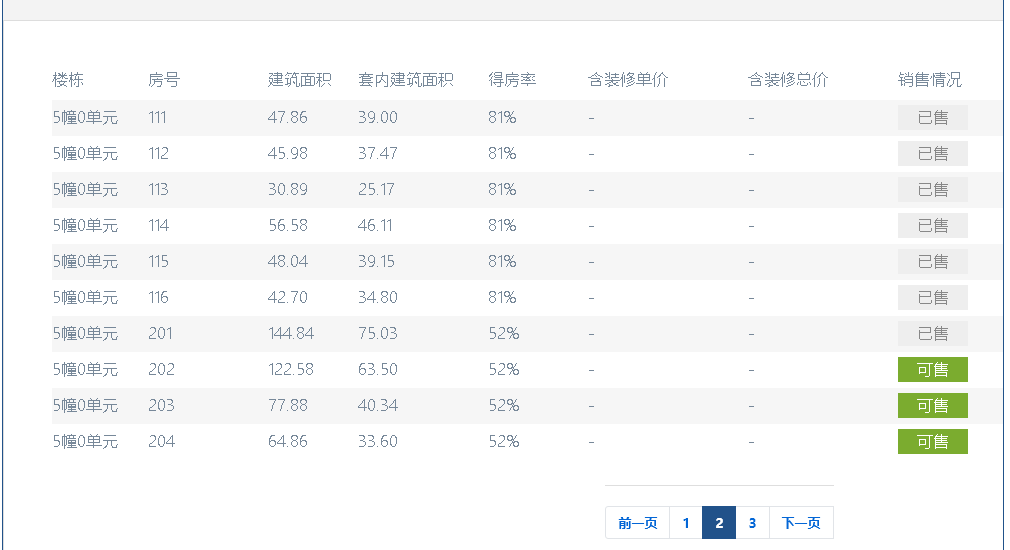 楼栋 房号 建筑面积 套内建筑面积 得房率 含装修单价 含装修总价 销售情况
5幢0单元 111 47.86 39.00 81% - - 已售
5幢0单元 112 45.98 37.47 81% - - 已售
5幢0单元 113 30.89 25.17 81% - - 已售
5幢0单元 114 56.58 46.11 81% - - 已售
5幢0单元 115 48.04 39.15 81% - - 已售
5幢0单元 116 42.70 34.80 81% - - 已售
5幢0单元 201 144.84 75.03 52% - - 已售
5幢0单元 202 122.58 63.50 52% - - 可售
5幢0单元 203 77.88 40.34 52% - - 可售
5幢0单元 204 64.86 33.60 52% - - 可售
前一页 1 2 3 下一页